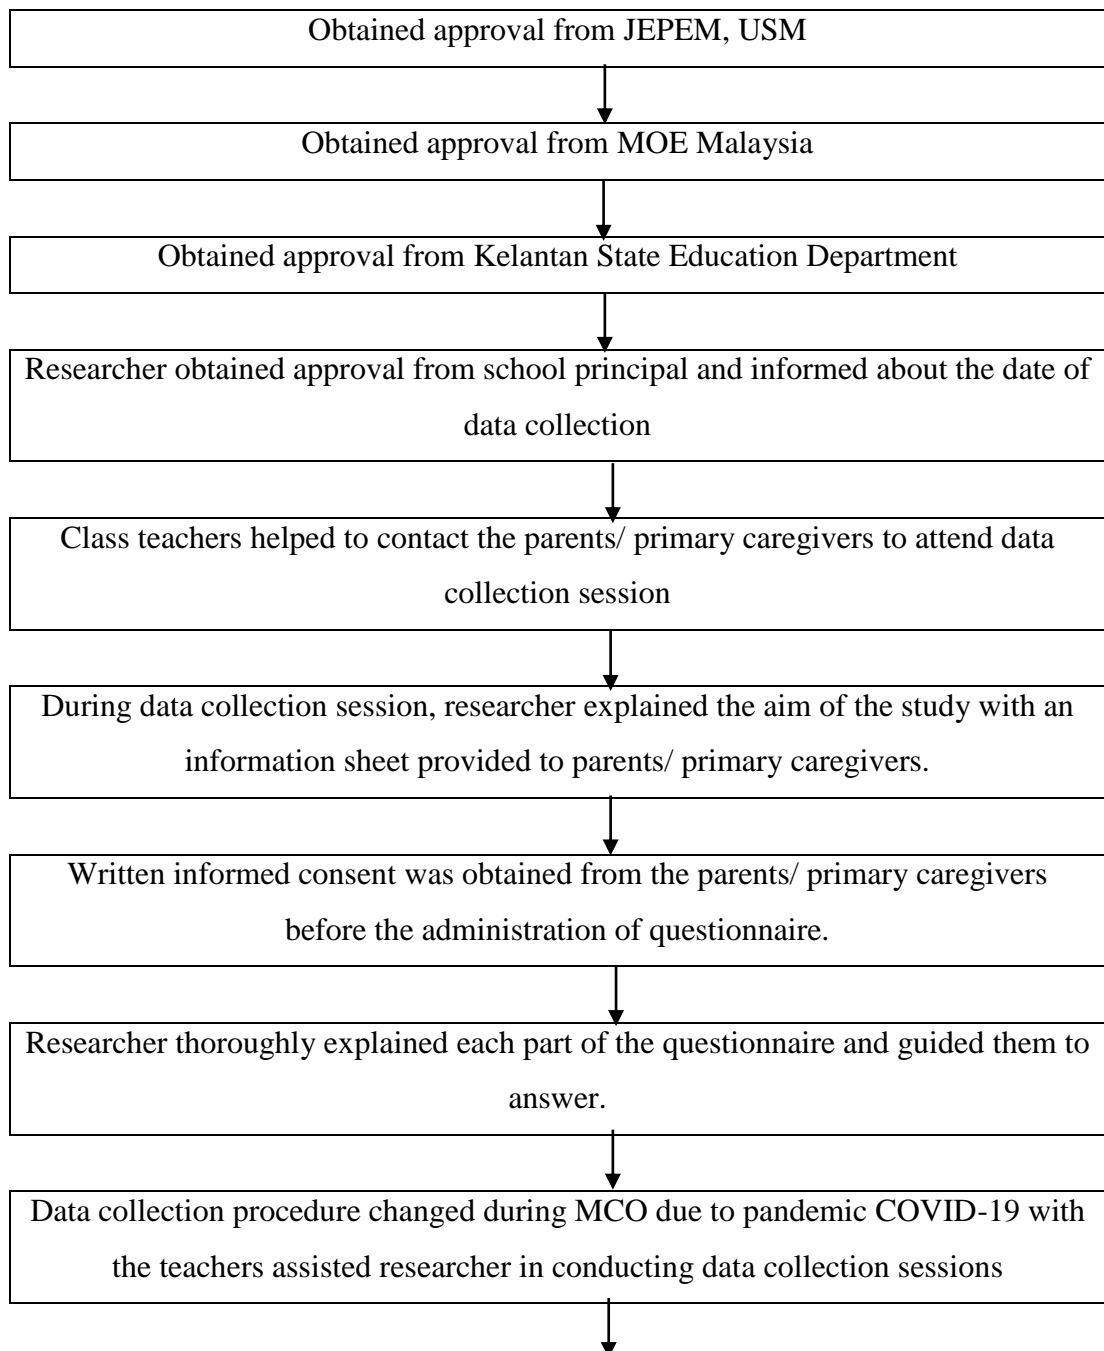 Obtained approval from JEPEM, USM
Obtained approval from MOE Malaysia
Obtained approval from Kelantan State Education Department
Researcher obtained approval from school principal and informed about the date of
data collection
Class teachers helped to contact the parents/ primary caregivers to attend data
collection session
During data collection session, researcher explained the aim of the study with an
information sheet provided to parents/ primary caregivers.
Written informed consent was obtained from the parents/ primary caregivers
before the administration of questionnaire.
Researcher thoroughly explained each part of the questionnaire and guided them to
answer.
Data collection procedure changed during MCO due to pandemic COVID-19 with
the teachers assisted researcher in conducting data collection sessions